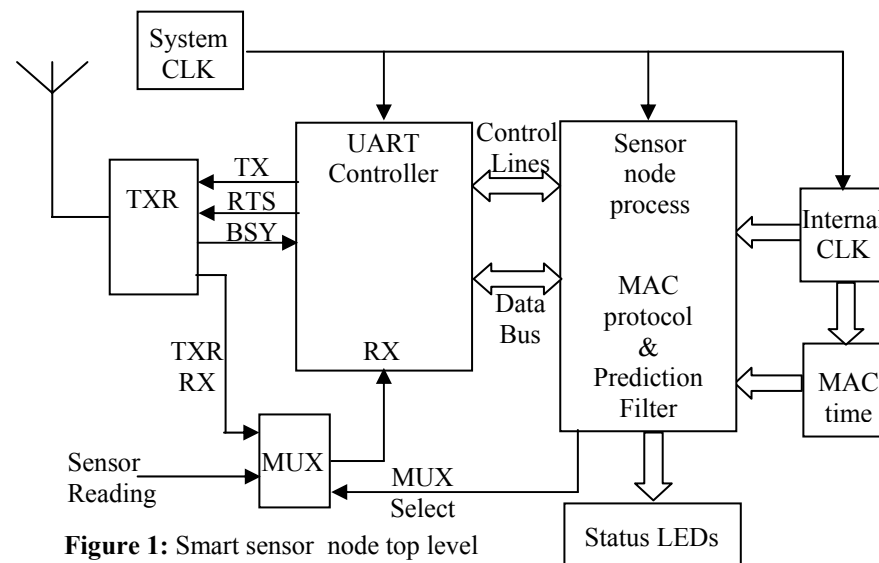 System
CLK
UART
Controller
Control
Lines
Sensor
node
process
TX
RTS
BSY
TXR
Internal
CLK
Data
Bus
MAC
protocol
&
Prediction
Filter
RX
TXR
RX
MAC
time
MUX
Sensor
Reading
MUX
Select
Status LEDs
Figure 1: Smart sensor node top level